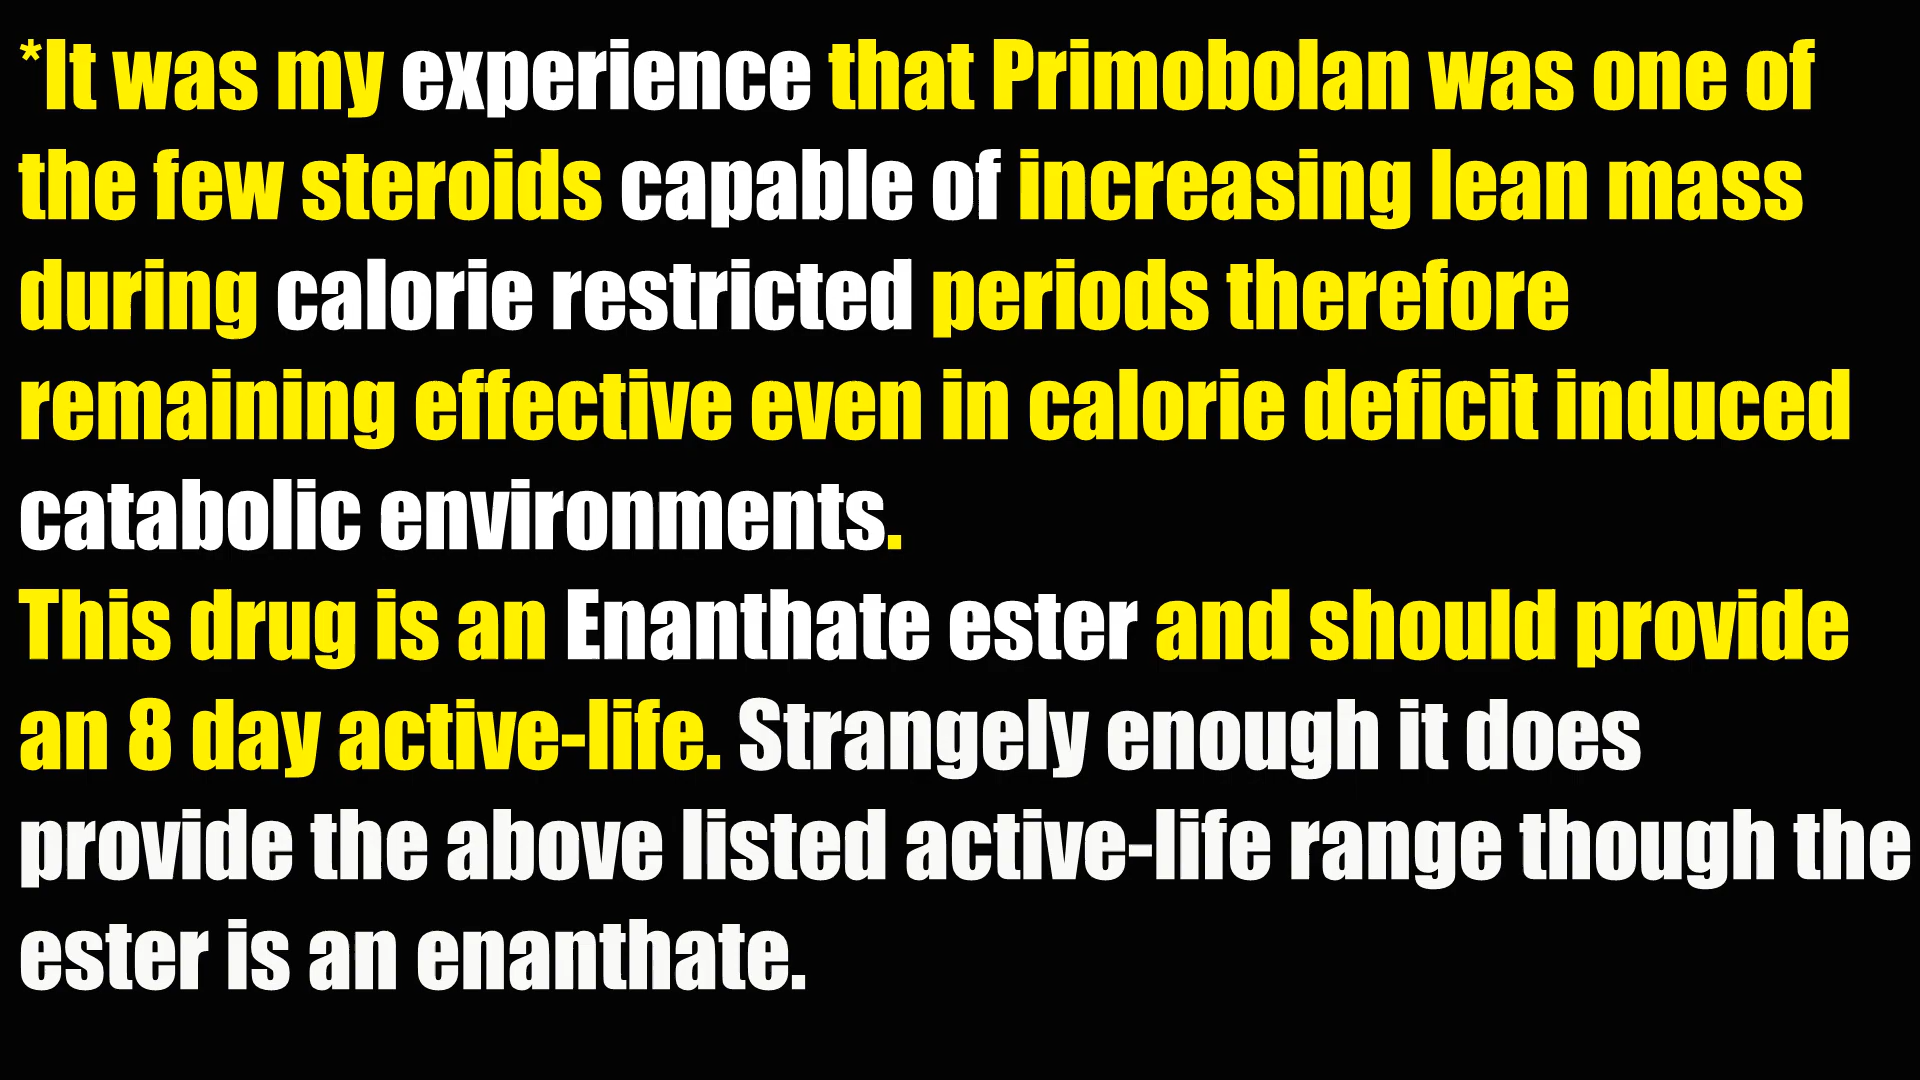 *It was my experience that Primobolan was one of
the few steroids capable of increasing lean mass
during calorie restricted periods therefore
remaining effective even in calorie deficit induced
catabolic environments.
This drug is an Enanthate ester and should provide
an 8 day active-life. Strangely enough it does
provide the above listed active-life range though the
ester is an enanthate.